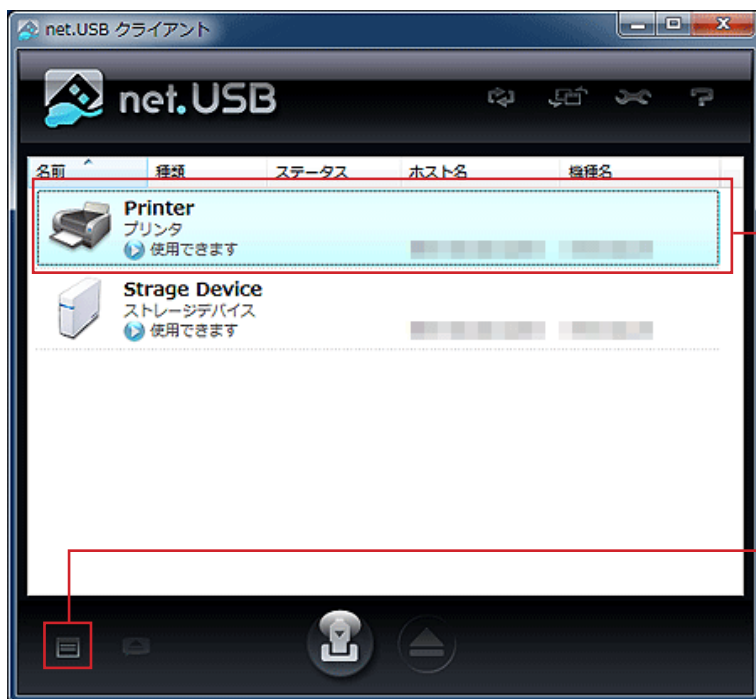 net.USB クライアント
net.USB
名前 種類 ステータス ホスト名 機種名
Printer
プリンタ
使用できます
Strage Device
ストレージデバイス
使用できます